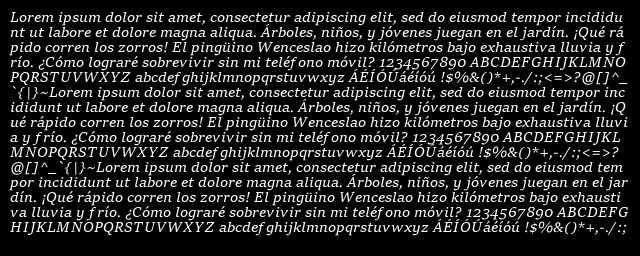 Lorem ipsum dolor sit amet, consectetur adipiscing elit, sed do eiusmod tempor incididu
nt ut labore et dolore magna aliqua. Árboles, niños, y jóvenes juegan en el jardín. ¡Qué rá
pido corren los zorros! El pingüino Wenceslao hizo kilómetros bajo exhaustiva lluvia y f
río. ¿Cómo lograré sobrevivir sin mi teléfono móvil? 1234567890 ABCDEFGHIJKLMNO
PQRSTUVWXYZ abcdefghijklmnopqrstuvwxyz ÁÉÍÓÚáéíóú !$%&()*+,-./:;<=>?@[]^_
`{|}~Lorem ipsum dolor sit amet, consectetur adipiscing elit, sed do eiusmod tempor inc
ididunt ut labore et dolore magna aliqua. Árboles, niños, y jóvenes juegan en el jardín. ¡Q
ué rápido corren los zorros! El pingüino Wenceslao hizo kilómetros bajo exhaustiva lluvi
a y frío. ¿Cómo lograré sobrevivir sin mi teléfono móvil? 1234567890 ABCDEFGHIJKL
MNOPQRSTUVWXYZ abcdefghijklmnopqrstuvwxyz ÁÉÍÓÚáéíóú !$%&()*+,-./:;<=>?
@[]^_`{|}~Lorem ipsum dolor sit amet, consectetur adipiscing elit, sed do eiusmod tem
por incididunt ut labore et dolore magna aliqua. Árboles, niños, y jóvenes juegan en el jar
dín. ¡Qué rápido corren los zorros! El pingüino Wenceslao hizo kilómetros bajo exhausti
va lluvia y frío. ¿Cómo lograré sobrevivir sin mi teléfono móvil? 1234567890 ABCDEFG
HIJKLMNOPQRSTUVWXYZ abcdefghijklmnopqrstuvwxyz ÁÉÍÓÚáéíóú !$%&()*+,-./:;